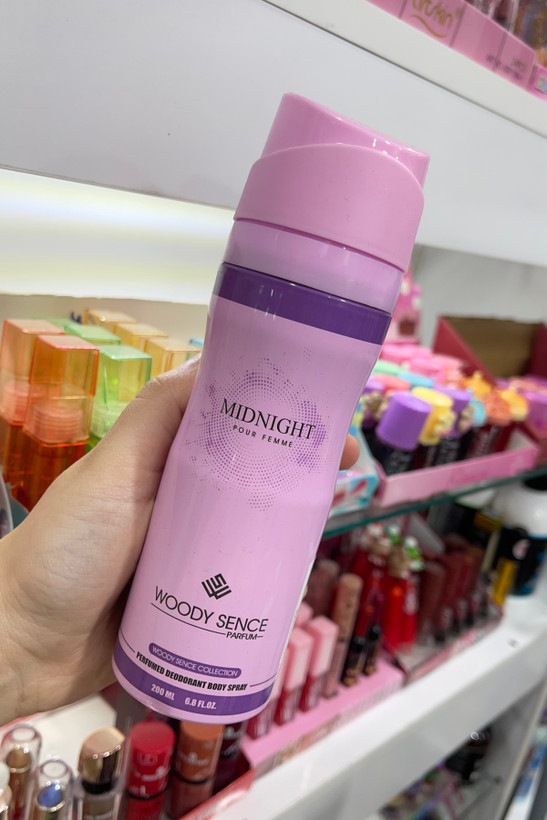 MIDNIGHT
POUR FEMME
WOODY SENCE
PARFUM
WOODY SENCE COLLECTION
PERFUMED DEODORANT BODY SPRAY
200 ML 6.8 FL.OZ.